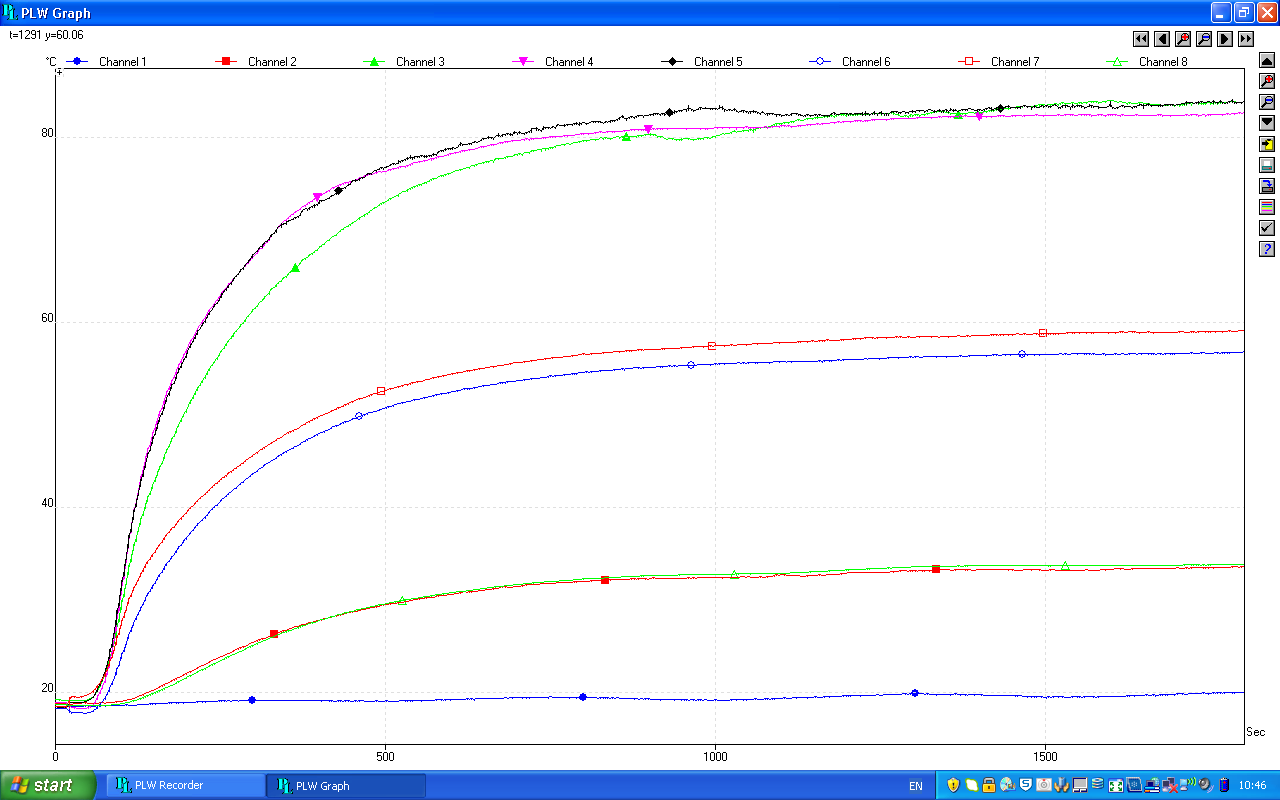 PLW Graph
t=1291 y=60.06
°C Channel 1 Channel 2 Channel 3 Channel 4 Channel 5 Channel 6 Channel 7 Channel 8
80
60
40
20
Sec
0 500 1000 1500
start PLW Recorder PLW Graph EN 10:46